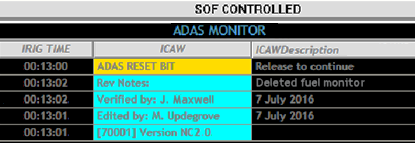 SOF CONTROLLED
ADAS MONITOR
IRIG TIME ICAW ICAWDescription
00:13:00 ADAS RESET BIT Release to continue
00:13:02 Rev Notes: Deleted fuel monitor
00:13:02 Verified by: J. Maxwell 7 July 2016
00:13:01 Edited by: M. Updegrove 7 July 2016
00:13:01 [70001] Version NC2.0